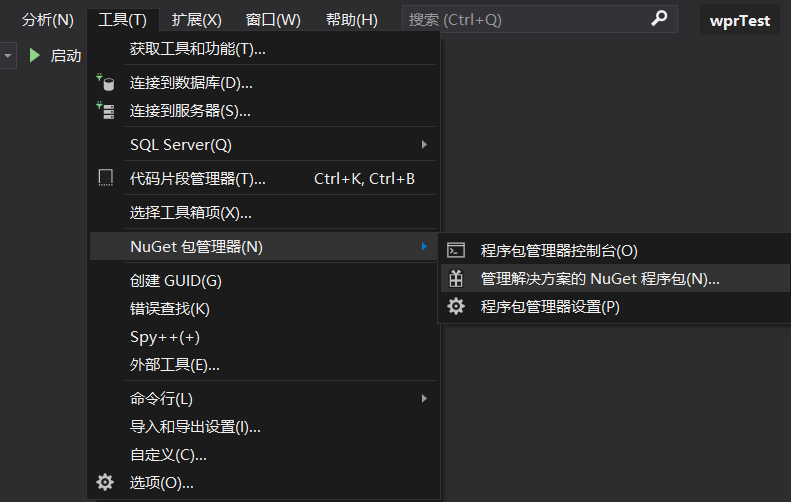 分析(N) 工具(T) 扩展(X) 窗口(W) 帮助(H) 搜索 (Ctrl+Q) wprTest
启动
获取工具和功能(T)...
连接到数据库(D)...
连接到服务器(S)...
SQL Server(Q)
代码片段管理器(T)... Ctrl+K, Ctrl+B
选择工具箱项(X)...
NuGet 包管理器(N)
程序包管理器控制台(O)
管理解决方案的 NuGet 程序包(N)...
程序包管理器设置(P)
创建 GUID(G)
错误查找(K)
Spy++(+)
外部工具(E)...
命令行(L)
导入和导出设置(I)...
自定义(C)...
选项(O)...